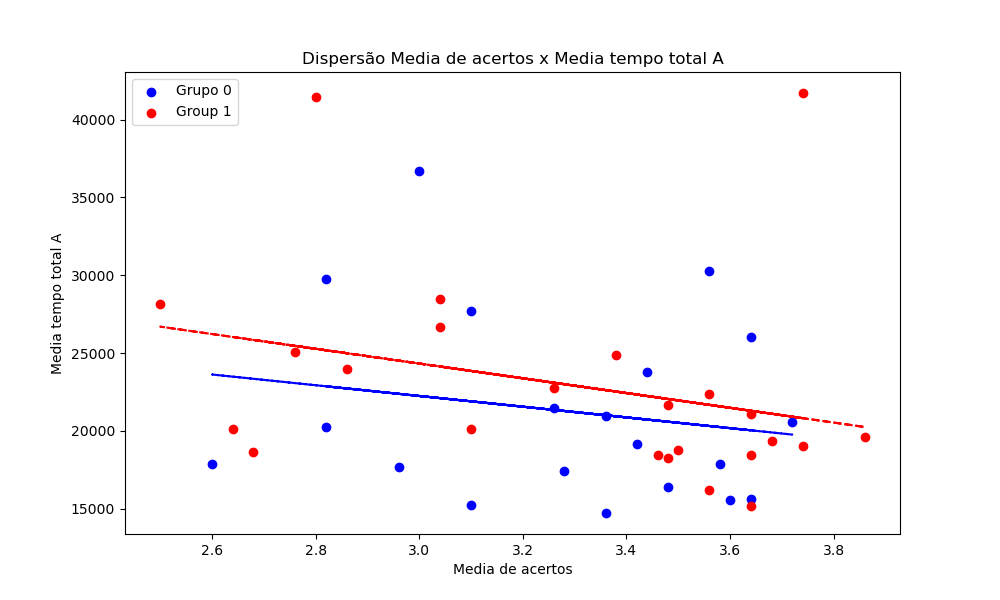 Dispersão Media de acertos x Media tempo total A
Grupo 0
Group 1
40000
35000
30000
25000
20000
15000
Media tempo total A
2.6 2.8 3.0 3.2 3.4 3.6 3.8
Media de acertos